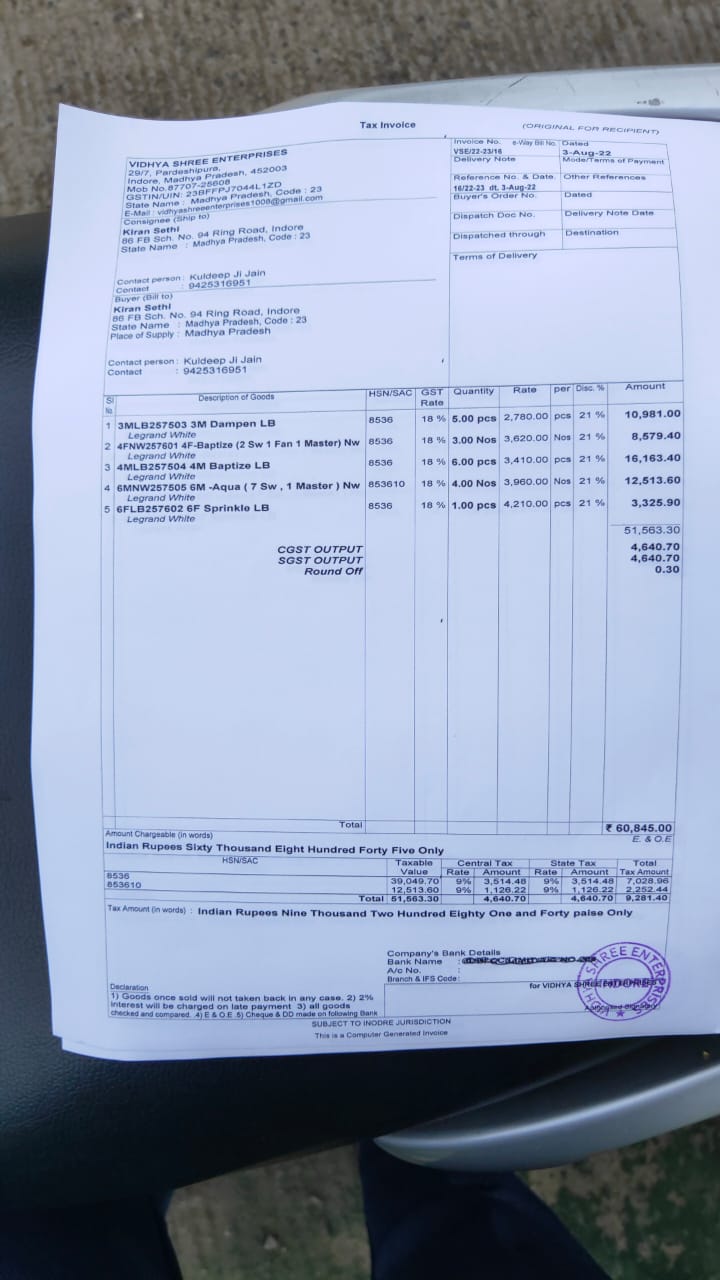 Tax Invoice
(ORIGINAL FOR RECIPIENT)
VIDHYA SHREE ENTERPRISES
29/7, Pardeshipura,
Indore, Madhya Pradesh, 452003
Mob No.87707-25608
GSTIN/UIN: 23BFFPJ7044L1ZD
State Name : Madhya Pradesh, Code : 23
E-Mail : vidhyashreeenterprises1008@gmail.com
Consignee (Ship to)
Kiran Sethi
86 FB Sch. No. 94 Ring Road, Indore
State Name : Madhya Pradesh, Code : 23
Contact person : Kuldeep Ji Jain
Contact : 9425316951
Buyer (Bill to)
Kiran Sethi
86 FB Sch. No. 94 Ring Road, Indore
State Name : Madhya Pradesh, Code : 23
Place of Supply : Madhya Pradesh
Contact person : Kuldeep Ji Jain
Contact : 9425316951
Invoice No. e-Way Bill No. Dated
VSE/22-23/16 3-Aug-22
Delivery Note Mode/Terms of Payment
Reference No. & Date. Other References
16/22-23 dt. 3-Aug-22
Buyer's Order No. Dated
Dispatch Doc No. Delivery Note Date
Dispatched through Destination
Terms of Delivery
Sl No. Description of Goods HSN/SAC GST Rate Quantity Rate per Disc. % Amount
1 3MLB257503 3M Dampen LB 8536 18 % 5.00 pcs 2,780.00 pcs 21 % 10,981.00
Legrand White
2 4FNW257601 4F-Baptize (2 Sw 1 Fan 1 Master) Nw 8536 18 % 3.00 Nos 3,620.00 Nos 21 % 8,579.40
Legrand White
3 4MLB257504 4M Baptize LB 8536 18 % 6.00 pcs 3,410.00 pcs 21 % 16,163.40
Legrand White
4 6MNW257505 6M -Aqua ( 7 Sw , 1 Master ) Nw 853610 18 % 4.00 Nos 3,960.00 Nos 21 % 12,513.60
Legrand White
5 6FLB257602 6F Sprinkle LB 8536 18 % 1.00 pcs 4,210.00 pcs 21 % 3,325.90
Legrand White
51,563.30
CGST OUTPUT 4,640.70
SGST OUTPUT 4,640.70
Round Off 0.30
Total ₹ 60,845.00
Amount Chargeable (in words) E. & O.E
Indian Rupees Sixty Thousand Eight Hundred Forty Five Only
HSN/SAC Taxable Central Tax State Tax Total
Value Rate Amount Rate Amount Tax Amount
8536 39,049.70 9% 3,514.48 9% 3,514.48 7,028.96
853610 12,513.60 9% 1,126.22 9% 1,126.22 2,252.44
Total 51,563.30 4,640.70 4,640.70 9,281.40
Tax Amount (in words) : Indian Rupees Nine Thousand Two Hundred Eighty One and Forty paise Only
Company's Bank Details
Bank Name :
A/c No. :
Branch & IFS Code :
for VIDHYA SHREE ENTERPRISES
Authorised Signatory
SHREE ENTERPRISES
Declaration
1) Goods once sold will not taken back in any case. 2) 2%
Interest will be charged on late payment 3) all goods
checked and compared. 4) E & O.E 5) Cheque & DD made on following Bank
SUBJECT TO INODRE JURISDICTION
This is a Computer Generated Invoice